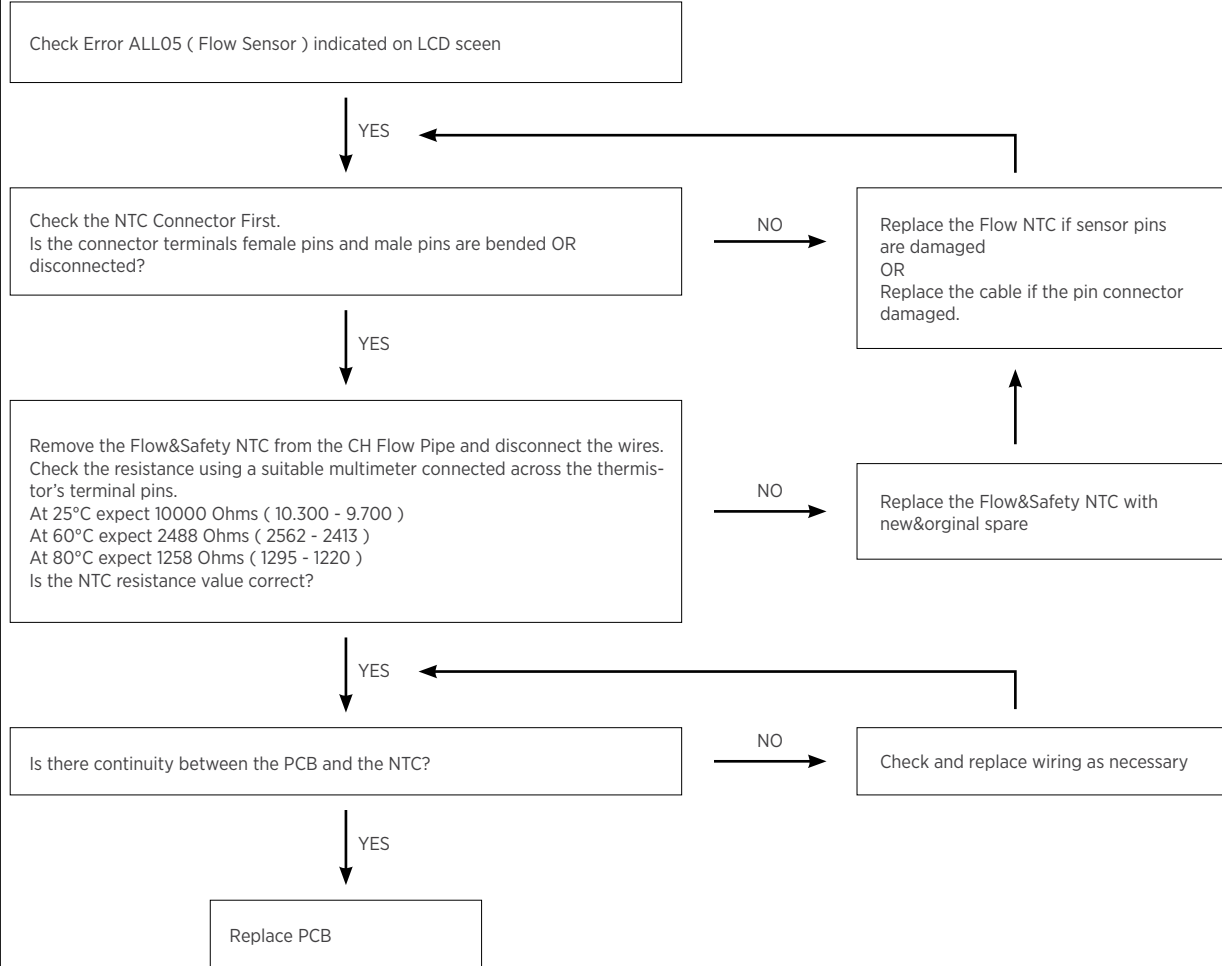 Check Error ALL05 ( Flow Sensor ) indicated on LCD sceen
YES
Check the NTC Connector First.
Is the connector terminals female pins and male pins are bended OR
disconnected?
NO
Replace the Flow NTC if sensor pins
are damaged
OR
Replace the cable if the pin connector
damaged.
YES
Remove the Flow&Safety NTC from the CH Flow Pipe and disconnect the wires.
Check the resistance using a suitable multimeter connected across the thermis-
tor's terminal pins.
At 25°C expect 10000 Ohms ( 10.300 - 9.700 )
At 60°C expect 2488 Ohms ( 2562 - 2413 )
At 80°C expect 1258 Ohms ( 1295 - 1220 )
Is the NTC resistance value correct?
NO
Replace the Flow&Safety NTC with
new&orginal spare
YES
Is there continuity between the PCB and the NTC?
NO
Check and replace wiring as necessary
YES
Replace PCB